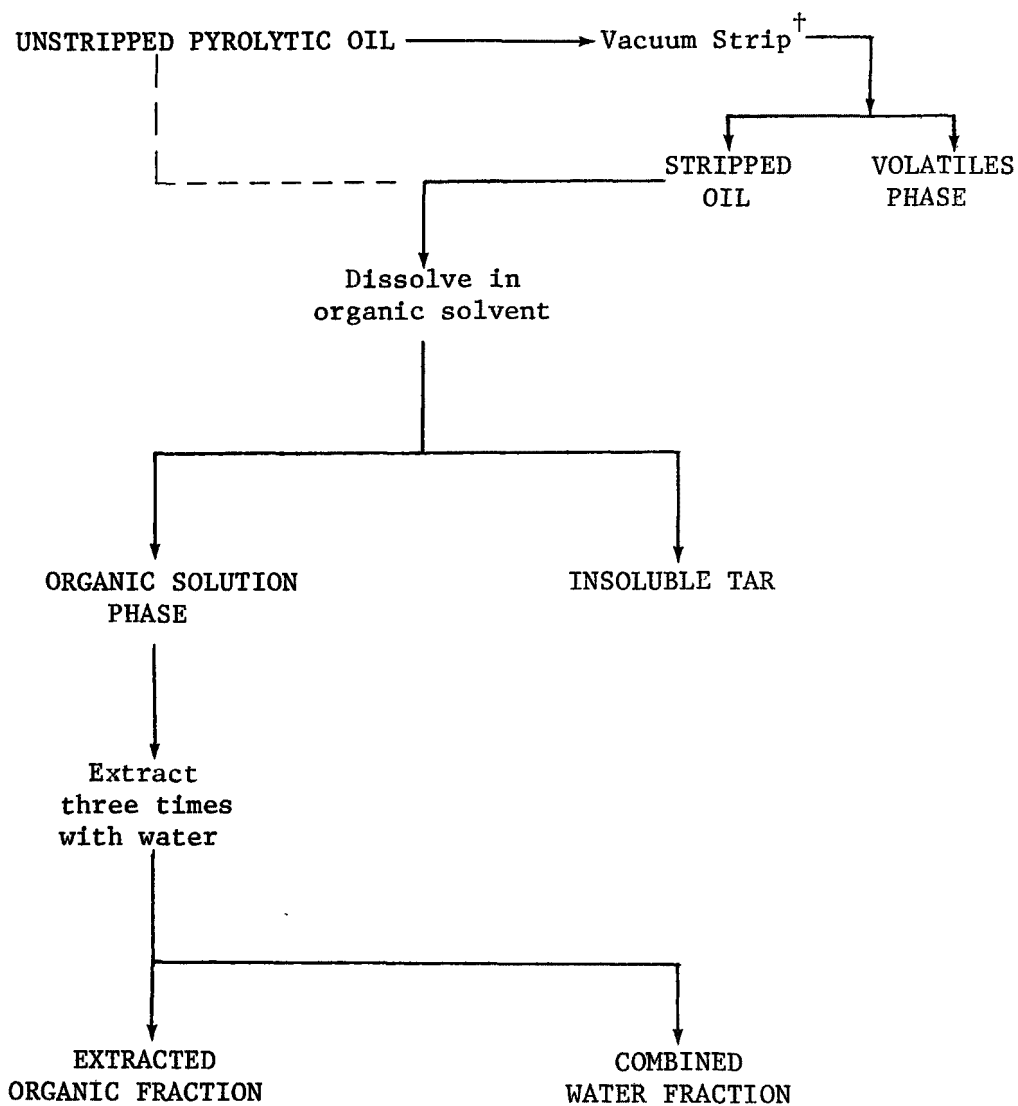 UNSTRIPPED PYROLYTIC OIL
Vacuum Strip†
STRIPPED
OIL
VOLATILES
PHASE
Dissolve in
organic solvent
ORGANIC SOLUTION
PHASE
INSOLUBLE TAR
Extract
three times
with water
EXTRACTED
ORGANIC FRACTION
COMBINED
WATER FRACTION